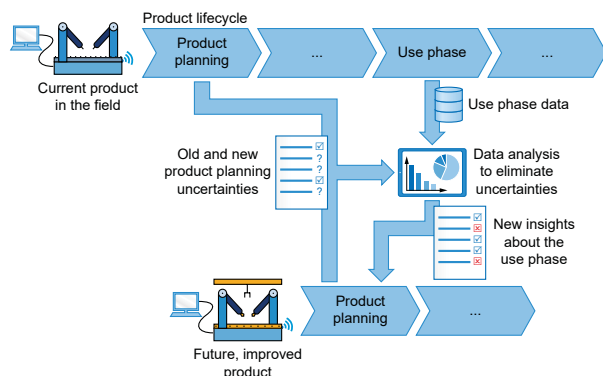 Product lifecycle
Product
planning
...
Use phase
...
Current product
in the field
Use phase data
Old and new
product planning
uncertainties
?
?
?
Data analysis
to eliminate
uncertainties
New insights
about the
use phase
Product
planning
...
Future, improved
product